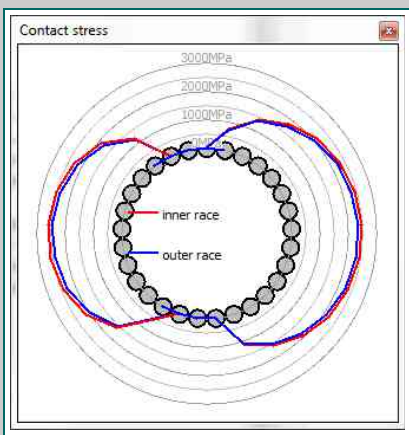 Contact stress
3000MPa
2000MPa
1000MPa
inner race
outer race